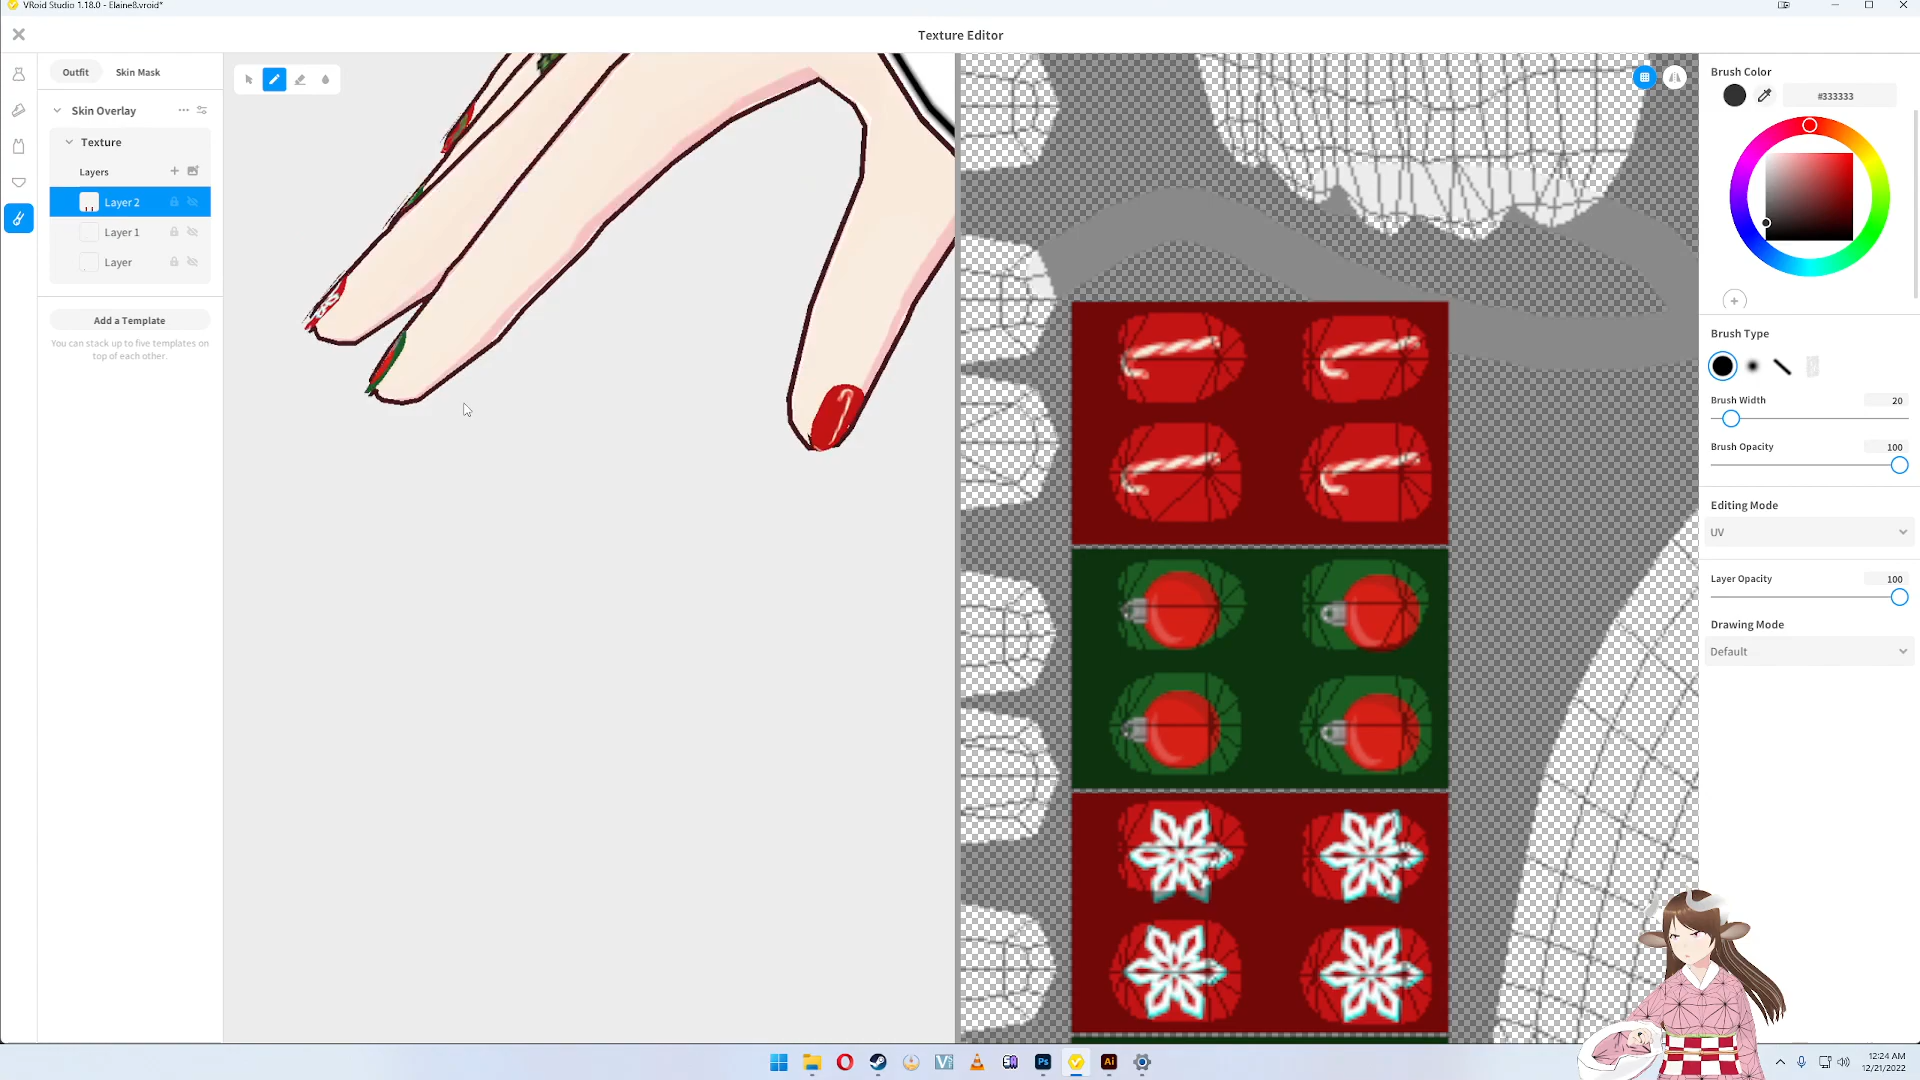 VRoid Studio 1.18.0 - Elaine8.vroid*
Texture Editor
Outfit
Skin Mask
Skin Overlay
Texture
Layers
Layer 2
Layer 1
Layer
Add a Template
You can stack up to five templates on
top of each other.
Brush Color
#333333
Brush Type
Brush Width
20
Brush Opacity
100
Editing Mode
UV
Layer Opacity
100
Drawing Mode
Default
Ps
Ai
12:24 AM
12/21/2022